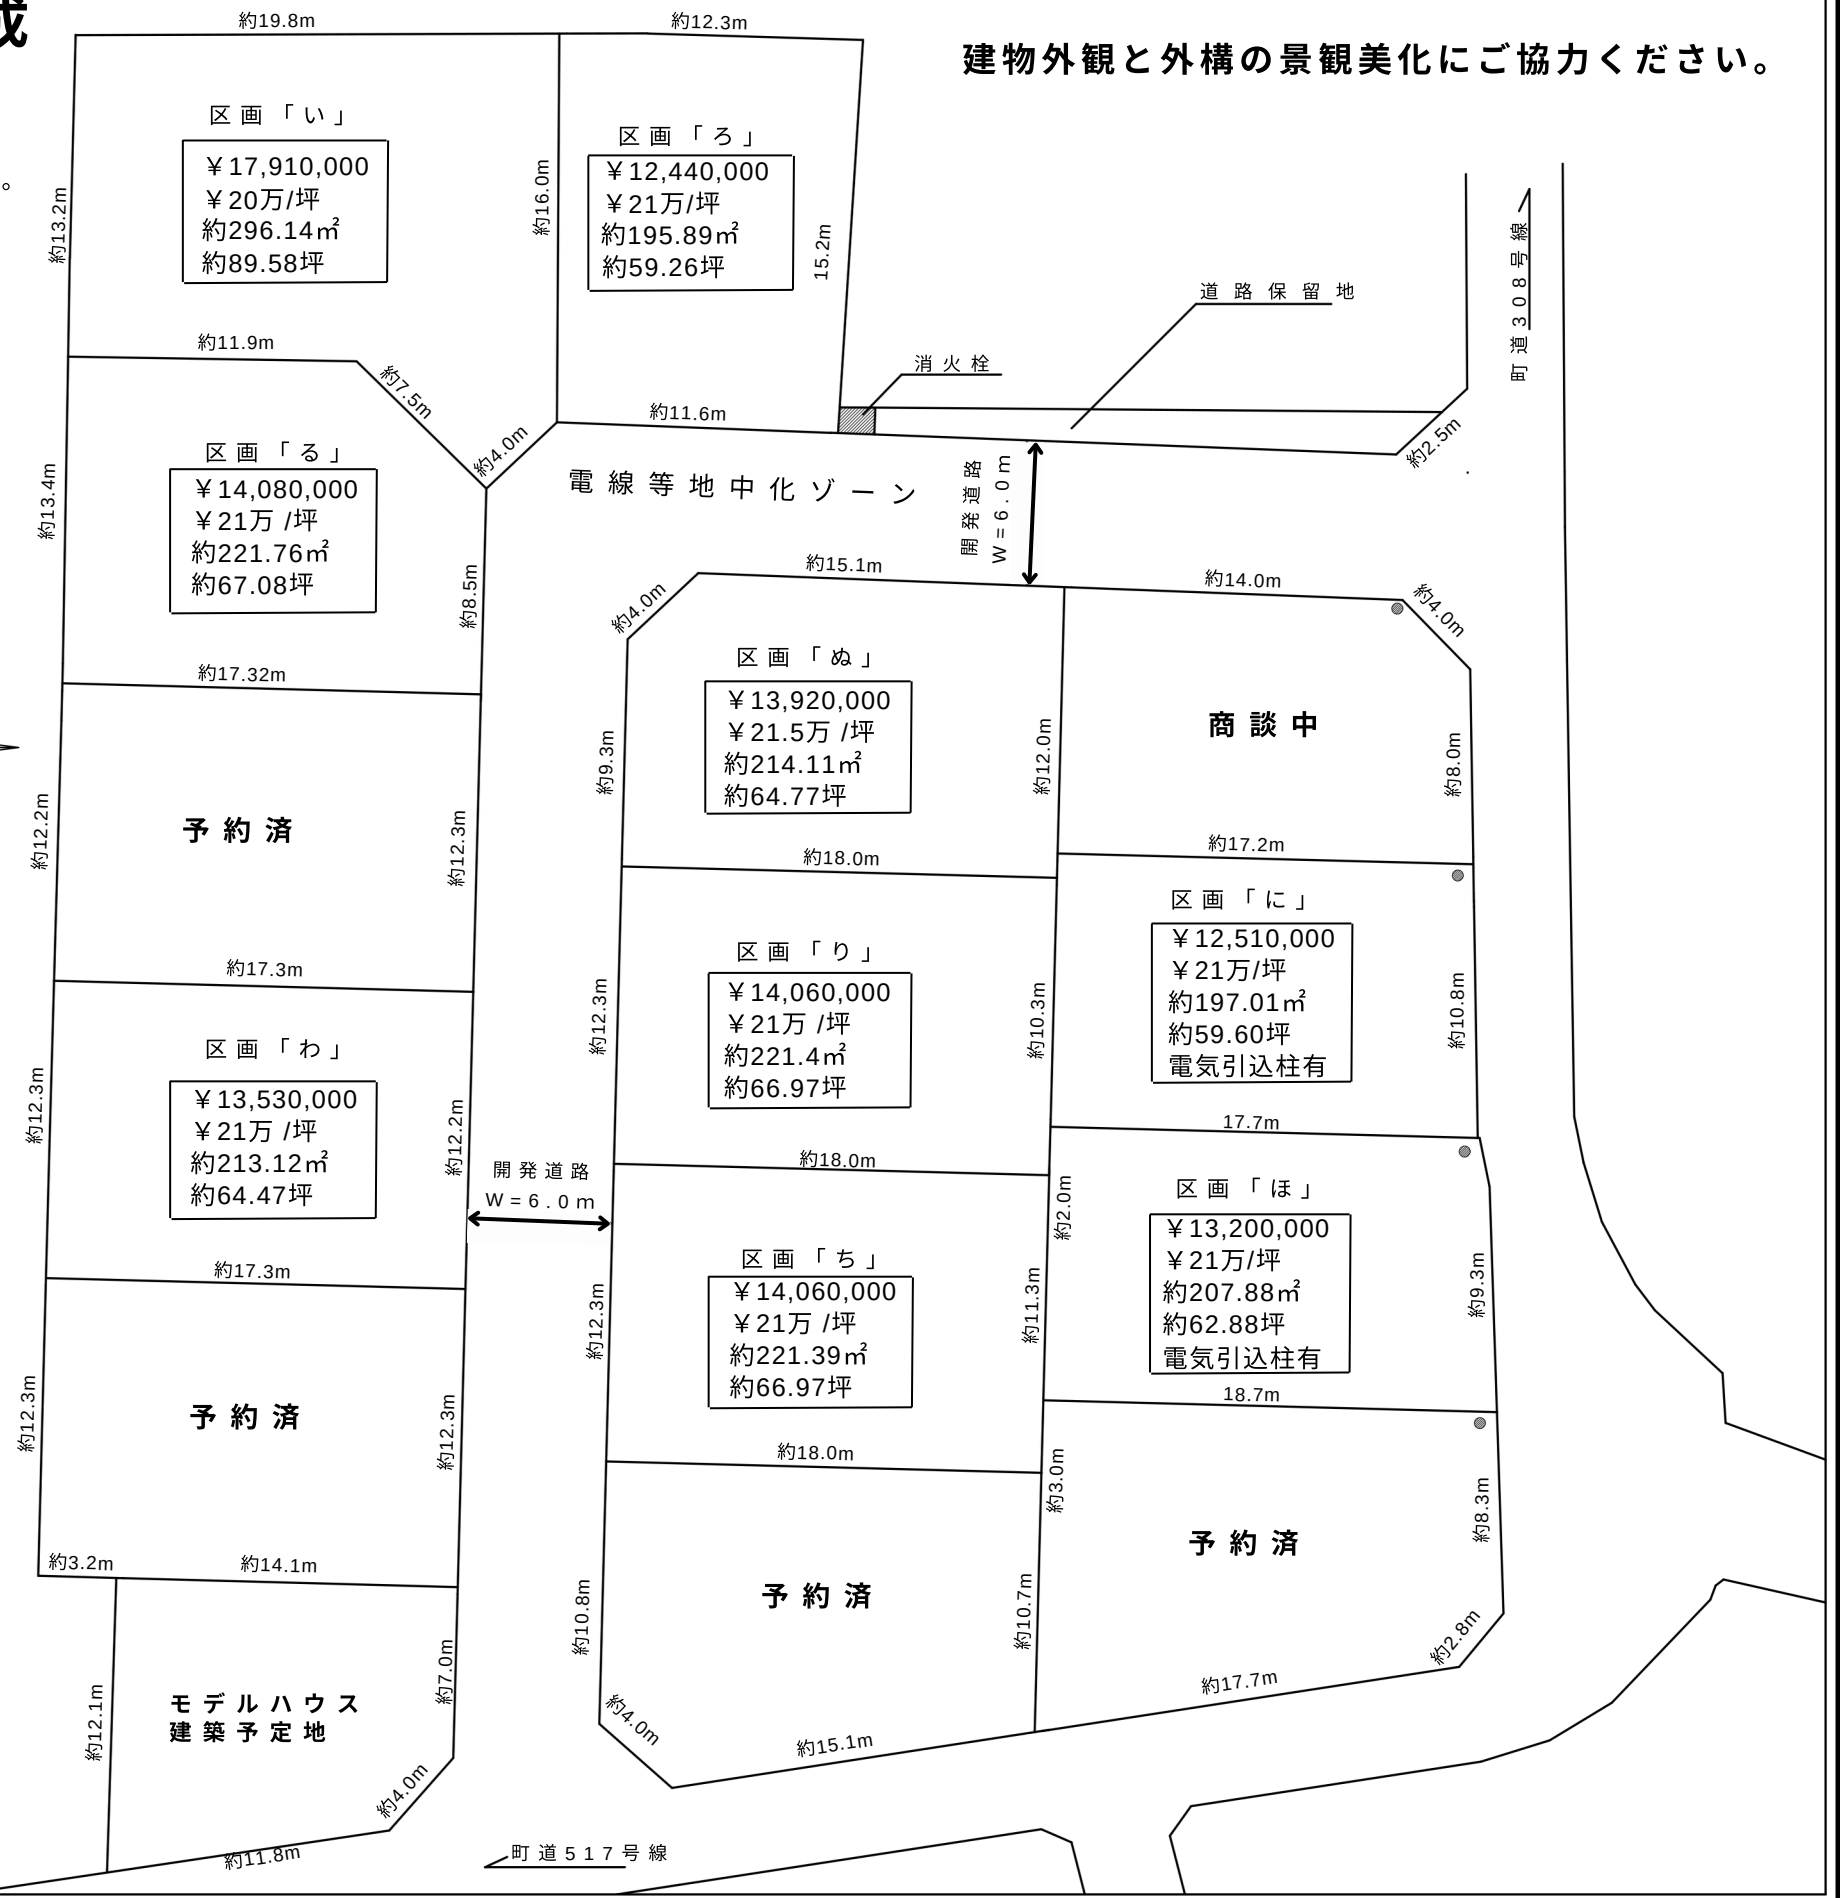 建物外観と外構の景観美化にご協力ください。
約19.8m
約12.3m
区画「い」
￥17,910,000
￥20万/坪
約296.14㎡
約89.58坪
約13.2m
約16.0m
区画「ろ」
￥12,440,000
￥21万/坪
約195.89㎡
約59.26坪
15.2m
町道308号線
道路保留地
消火栓
約11.9m
約7.5m
約4.0m
約11.6m
約2.5m
電線等地中化ゾーン
開発道路
W=6.0m
区画「る」
￥14,080,000
￥21万 /坪
約221.76㎡
約67.08坪
約13.4m
約8.5m
約17.32m
約15.1m
約14.0m
約4.0m
約4.0m
区画「ぬ」
￥13,920,000
￥21.5万 /坪
約214.11㎡
約64.77坪
約9.3m
約12.0m
約18.0m
商談中
約8.0m
約17.2m
予約済
約12.2m
約12.3m
約17.3m
区画「り」
￥14,060,000
￥21万 /坪
約221.4㎡
約66.97坪
約12.3m
約10.3m
約18.0m
区画「に」
￥12,510,000
￥21万/坪
約197.01㎡
約59.60坪
電気引込柱有
約10.8m
17.7m
区画「わ」
￥13,530,000
￥21万 /坪
約213.12㎡
約64.47坪
約12.3m
約12.2m
約17.3m
開発道路
W=6.0m
区画「ち」
￥14,060,000
￥21万 /坪
約221.39㎡
約66.97坪
約12.3m
約2.0m
約11.3m
約18.0m
区画「ほ」
￥13,200,000
￥21万/坪
約207.88㎡
約62.88坪
電気引込柱有
約9.3m
18.7m
予約済
約12.3m
約12.3m
約3.2m
約14.1m
予約済
約10.8m
約3.0m
約10.7m
約4.0m
約15.1m
予約済
約8.3m
約2.8m
約17.7m
モデルハウス
建築予定地
約12.1m
約7.0m
約4.0m
約11.8m
町道517号線